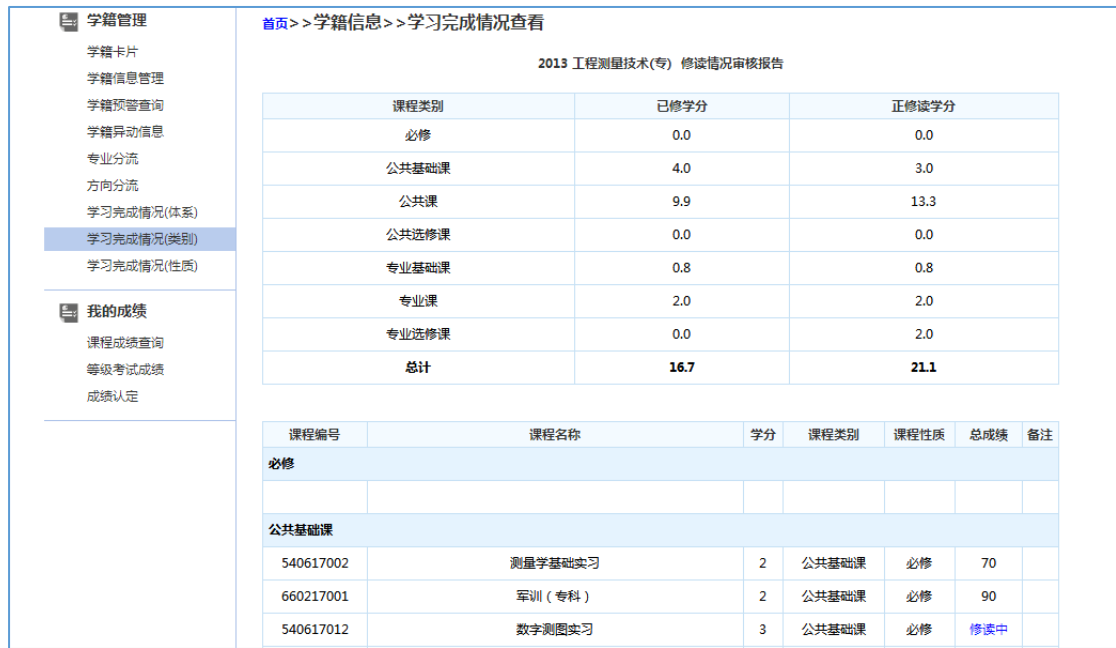 学籍管理
学籍卡片
学籍信息管理
学籍预警查询
学籍异动信息
专业分流
方向分流
学习完成情况(体系)
学习完成情况(类别)
学习完成情况(性质)
我的成绩
课程成绩查询
等级考试成绩
成绩认定
首页>>学籍信息>>学习完成情况查看
2013 工程测量技术(专) 修读情况审核报告
课程类别 已修学分 正修读学分
必修 0.0 0.0
公共基础课 4.0 3.0
公共课 9.9 13.3
公共选修课 0.0 0.0
专业基础课 0.8 0.8
专业课 2.0 2.0
专业选修课 0.0 2.0
总计 16.7 21.1
课程编号 课程名称 学分 课程类别 课程性质 总成绩 备注
必修
公共基础课
540617002 测量学基础实习 2 公共基础课 必修 70
660217001 军训(专科) 2 公共基础课 必修 90
540617012 数字测图实习 3 公共基础课 必修 修读中